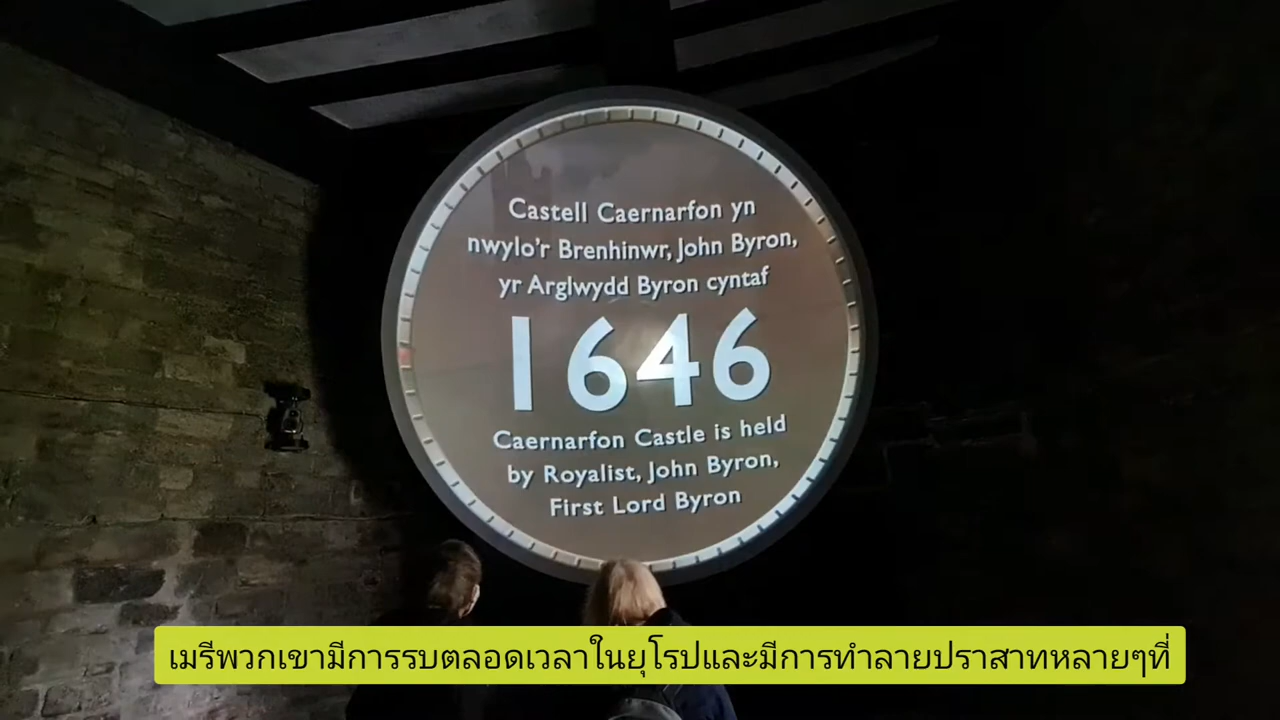 Castell Caernarfon yn
nwylo'r Brenhinwr, John Byron,
yr Arglwydd Byron cyntaf
1646
Caernarfon Castle is held
by Royalist, John Byron,
First Lord Byron
เมรีพวกเขามีการรบตลอดเวลาในยุโรปและมีการทำลายปราสาทหลายๆที่